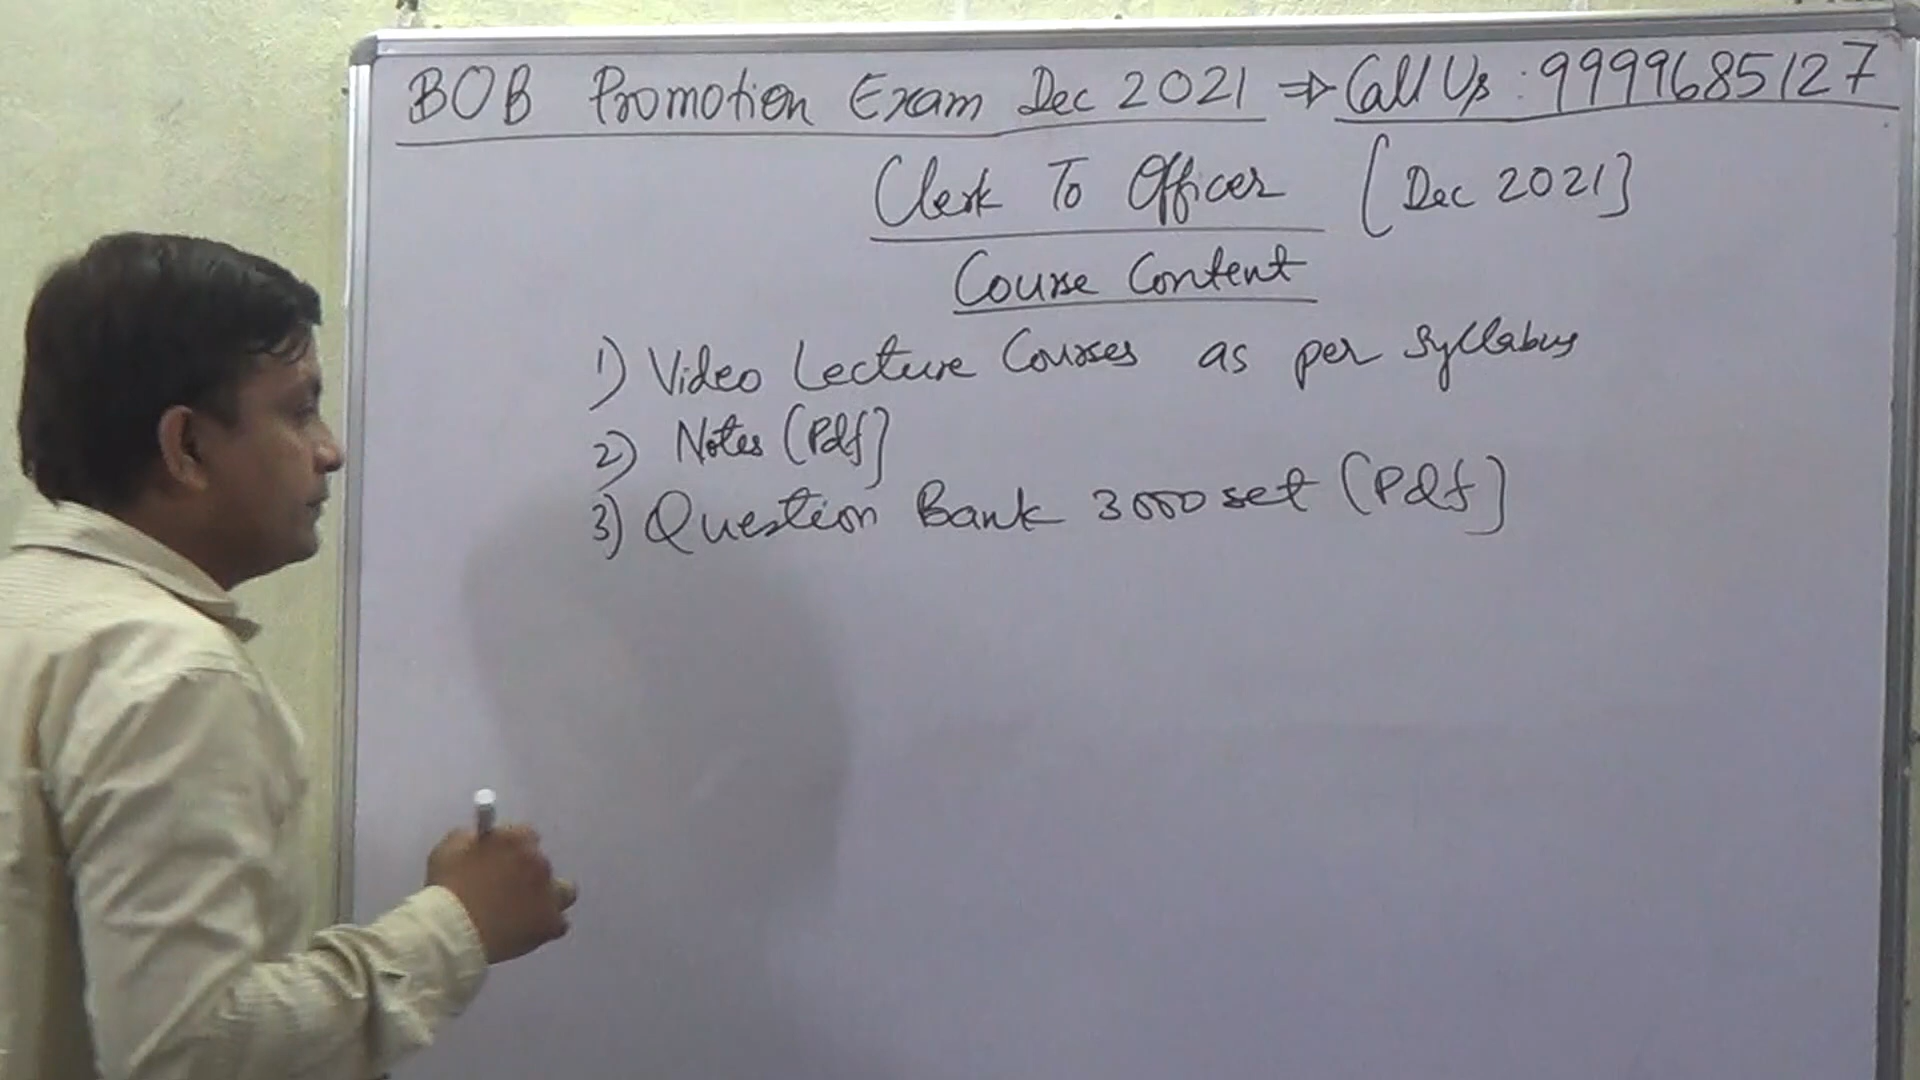 BOB Promotion Exam Dec 2021 ⇒ Call Us : 9999685127
Clerk To Officer [Dec 2021]
Course Content
1) Video Lecture Courses as per Syllabus
2) Notes (Pdf]
3) Question Bank 3000 set (Pdf]